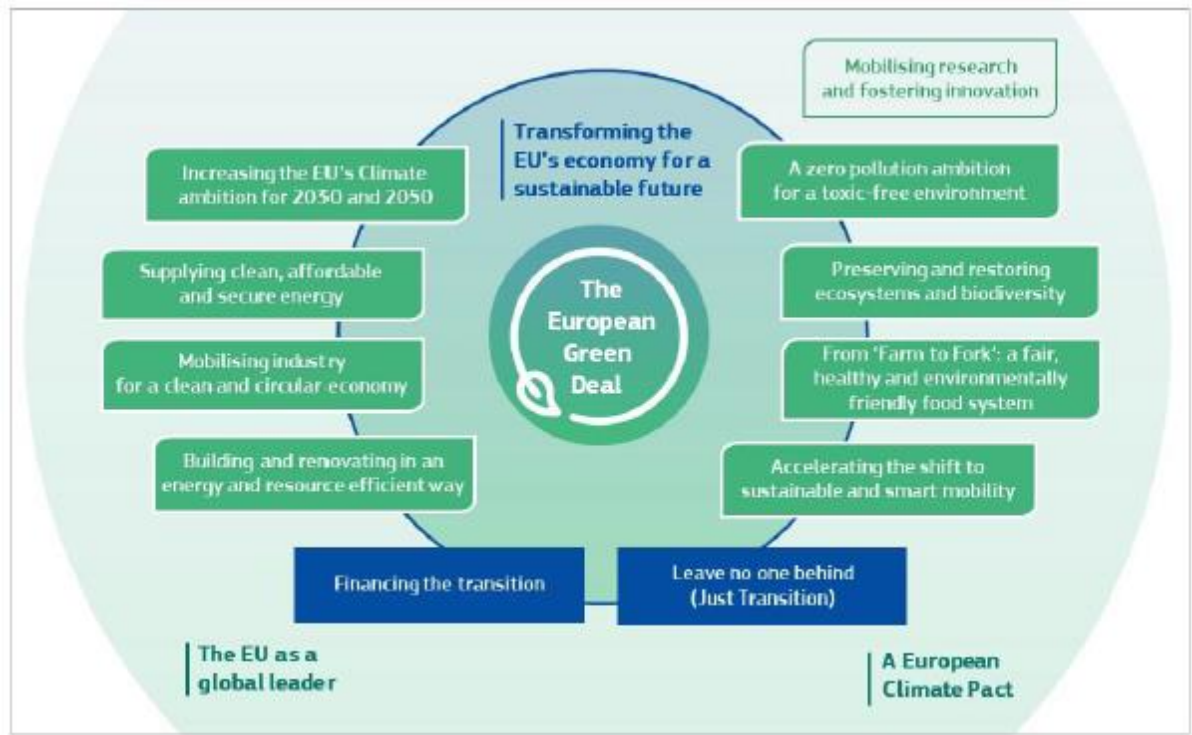 Mobilising research
and fostering innovation
Transforming the
EU's economy for a
sustainable future
Increasing the EU's Climate
ambition for 2030 and 2050
A zero pollution ambition
for a toxic-free environment
Supplying clean, affordable
and secure energy
Preserving and restoring
ecosystems and biodiversity
The
European
Green
Deal
Mobilising industry
for a clean and circular economy
From 'Farm to Fork': a fair,
healthy and environmentally
friendly food system
Building and renovating in an
energy and resource efficient way
Accelerating the shift to
sustainable and smart mobility
Financing the transition
Leave no one behind
(Just Transition)
The EU as a
global leader
A European
Climate Pact